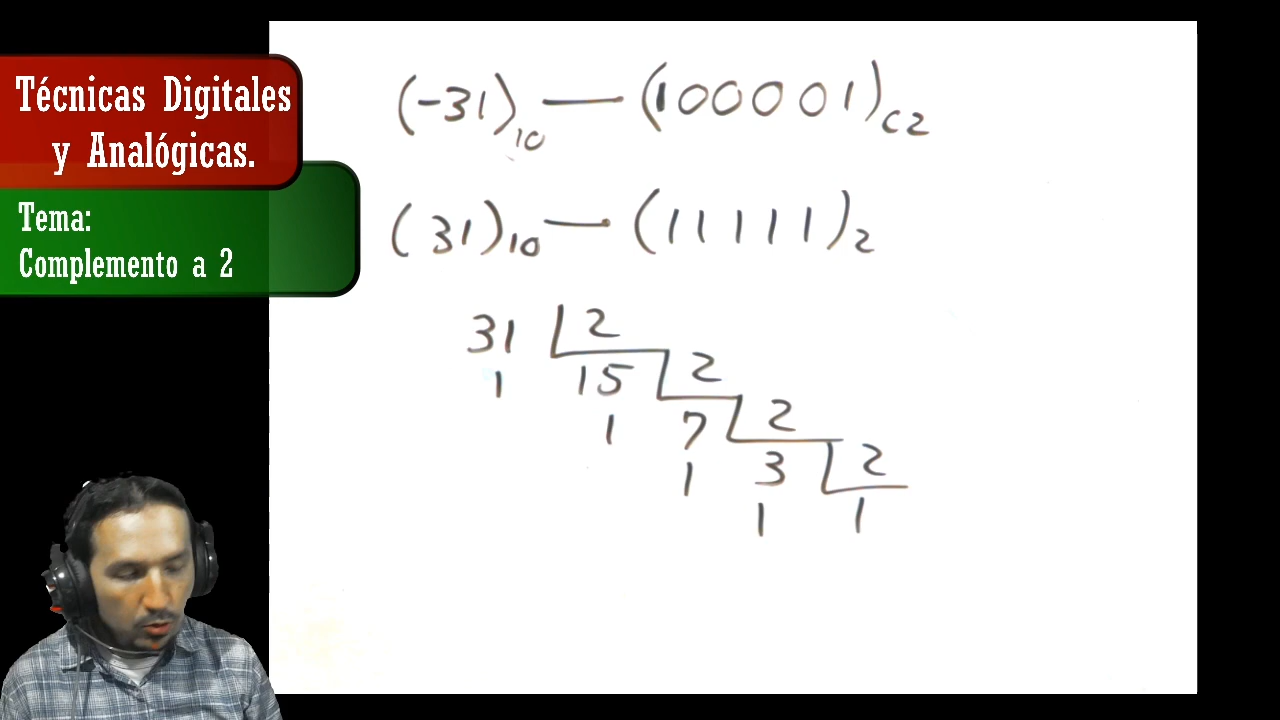 Técnicas Digitales
y Analógicas.
Tema:
Complemento a 2
(-31)10 — (100001)C2
(31)10 — (11111)2
31 2
1 15 2
1 7 2
1 3 2
1 1